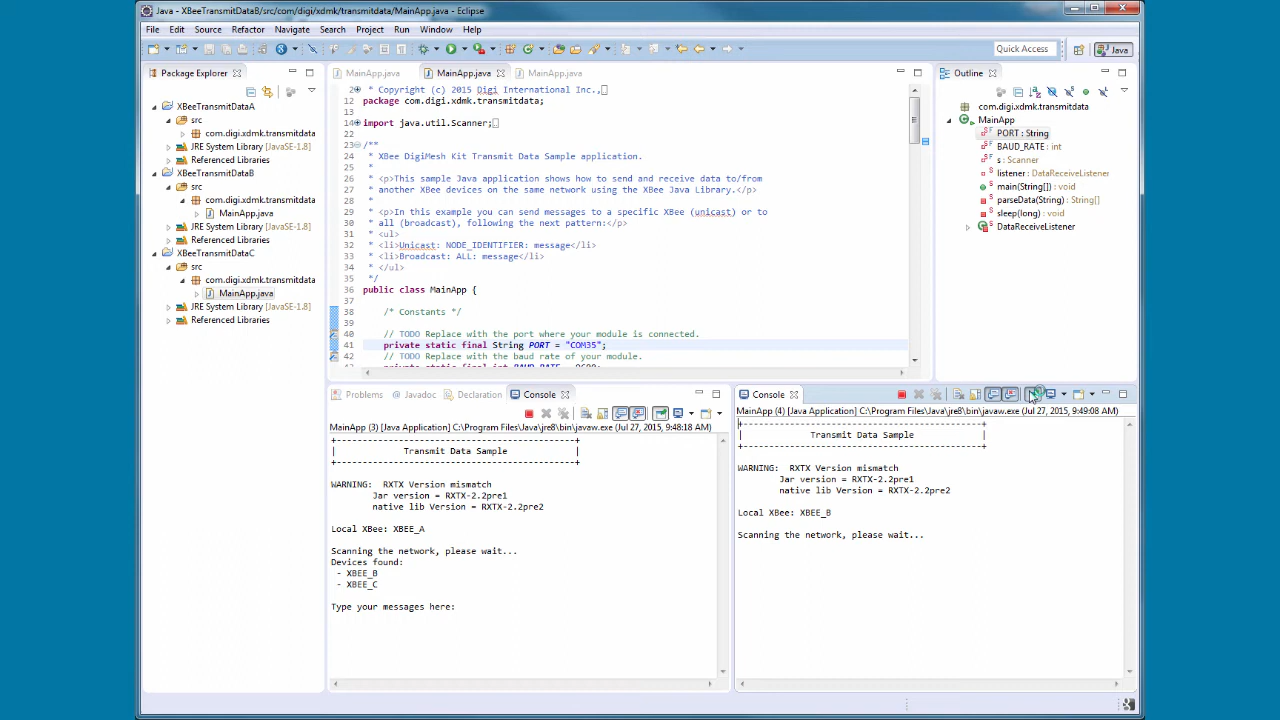 Java - XBeeTransmitDataB/src/com/digi/xdmk/transmitdata/MainApp.java - Eclipse
File Edit Source Refactor Navigate Search Project Run Window Help
Quick Access
Java
Package Explorer
XBeeTransmitDataA
src
com.digi.xdmk.transmitdata
JRE System Library [JavaSE-1.8]
Referenced Libraries
XBeeTransmitDataB
src
com.digi.xdmk.transmitdata
MainApp.java
JRE System Library [JavaSE-1.8]
Referenced Libraries
XBeeTransmitDataC
src
com.digi.xdmk.transmitdata
MainApp.java
JRE System Library [JavaSE-1.8]
Referenced Libraries
MainApp.java MainApp.java MainApp.java
2 * Copyright (c) 2015 Digi International Inc.,
12 package com.digi.xdmk.transmitdata;
13
14 import java.util.Scanner;
22
23 /**
24 * XBee DigiMesh Kit Transmit Data Sample application.
25 *
26 * <p>This sample Java application shows how to send and receive data to/from
27 * another XBee devices on the same network using the XBee Java Library.</p>
28 *
29 * <p>In this example you can send messages to a specific XBee (unicast) or to
30 * all (broadcast), following the next pattern:</p>
31 * <ul>
32 * <li>Unicast: NODE_IDENTIFIER: message</li>
33 * <li>Broadcast: ALL: message</li>
34 * </ul>
35 */
36 public class MainApp {
37
38 /* Constants */
39
40 // TODO Replace with the port where your module is connected.
41 private static final String PORT = "COM35";
42 // TODO Replace with the baud rate of your module.
Outline
com.digi.xdmk.transmitdata
MainApp
PORT : String
BAUD_RATE : int
s : Scanner
listener : DataReceiveListener
main(String[]) : void
parseData(String) : String[]
sleep(long) : void
DataReceiveListener
Problems Javadoc Declaration Console
MainApp (3) [Java Application] C:\Program Files\Java\jre8\bin\javaw.exe (Jul 27, 2015, 9:48:18 AM)
+-----------------------------------------+
| Transmit Data Sample |
+-----------------------------------------+
WARNING: RXTX Version mismatch
Jar version = RXTX-2.2pre1
native lib Version = RXTX-2.2pre2
Local XBee: XBEE_A
Scanning the network, please wait...
Devices found:
- XBEE_B
- XBEE_C
Type your messages here:
Console
MainApp (4) [Java Application] C:\Program Files\Java\jre8\bin\javaw.exe (Jul 27, 2015, 9:49:08 AM)
+-----------------------------------------+
| Transmit Data Sample |
+-----------------------------------------+
WARNING: RXTX Version mismatch
Jar version = RXTX-2.2pre1
native lib Version = RXTX-2.2pre2
Local XBee: XBEE_B
Scanning the network, please wait...